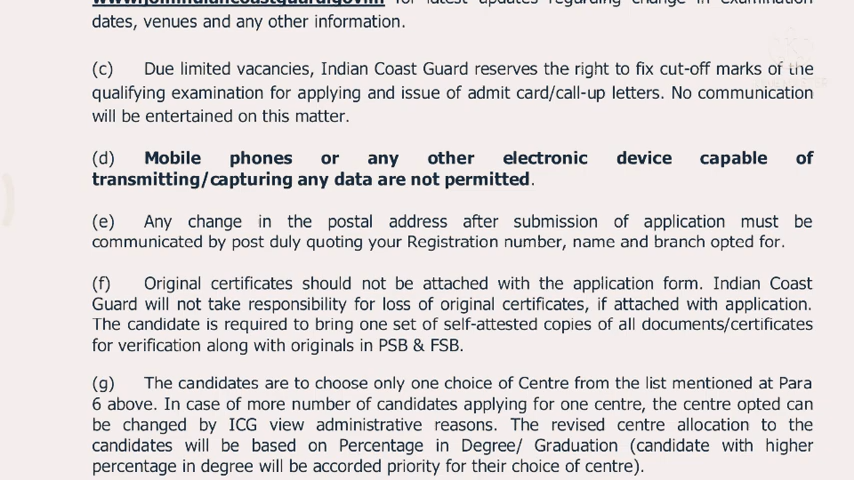 for latest updates regarding change in examination
dates, venues and any other information.
(c) Due limited vacancies, Indian Coast Guard reserves the right to fix cut-off marks of the
qualifying examination for applying and issue of admit card/call-up letters. No communication
will be entertained on this matter.
(d) Mobile phones or any other electronic device capable of
transmitting/capturing any data are not permitted.
(e) Any change in the postal address after submission of application must be
communicated by post duly quoting your Registration number, name and branch opted for.
(f) Original certificates should not be attached with the application form. Indian Coast
Guard will not take responsibility for loss of original certificates, if attached with application.
The candidate is required to bring one set of self-attested copies of all documents/certificates
for verification along with originals in PSB & FSB.
(g) The candidates are to choose only one choice of Centre from the list mentioned at Para
6 above. In case of more number of candidates applying for one centre, the centre opted can
be changed by ICG view administrative reasons. The revised centre allocation to the
candidates will be based on Percentage in Degree/ Graduation (candidate with higher
percentage in degree will be accorded priority for their choice of centre).